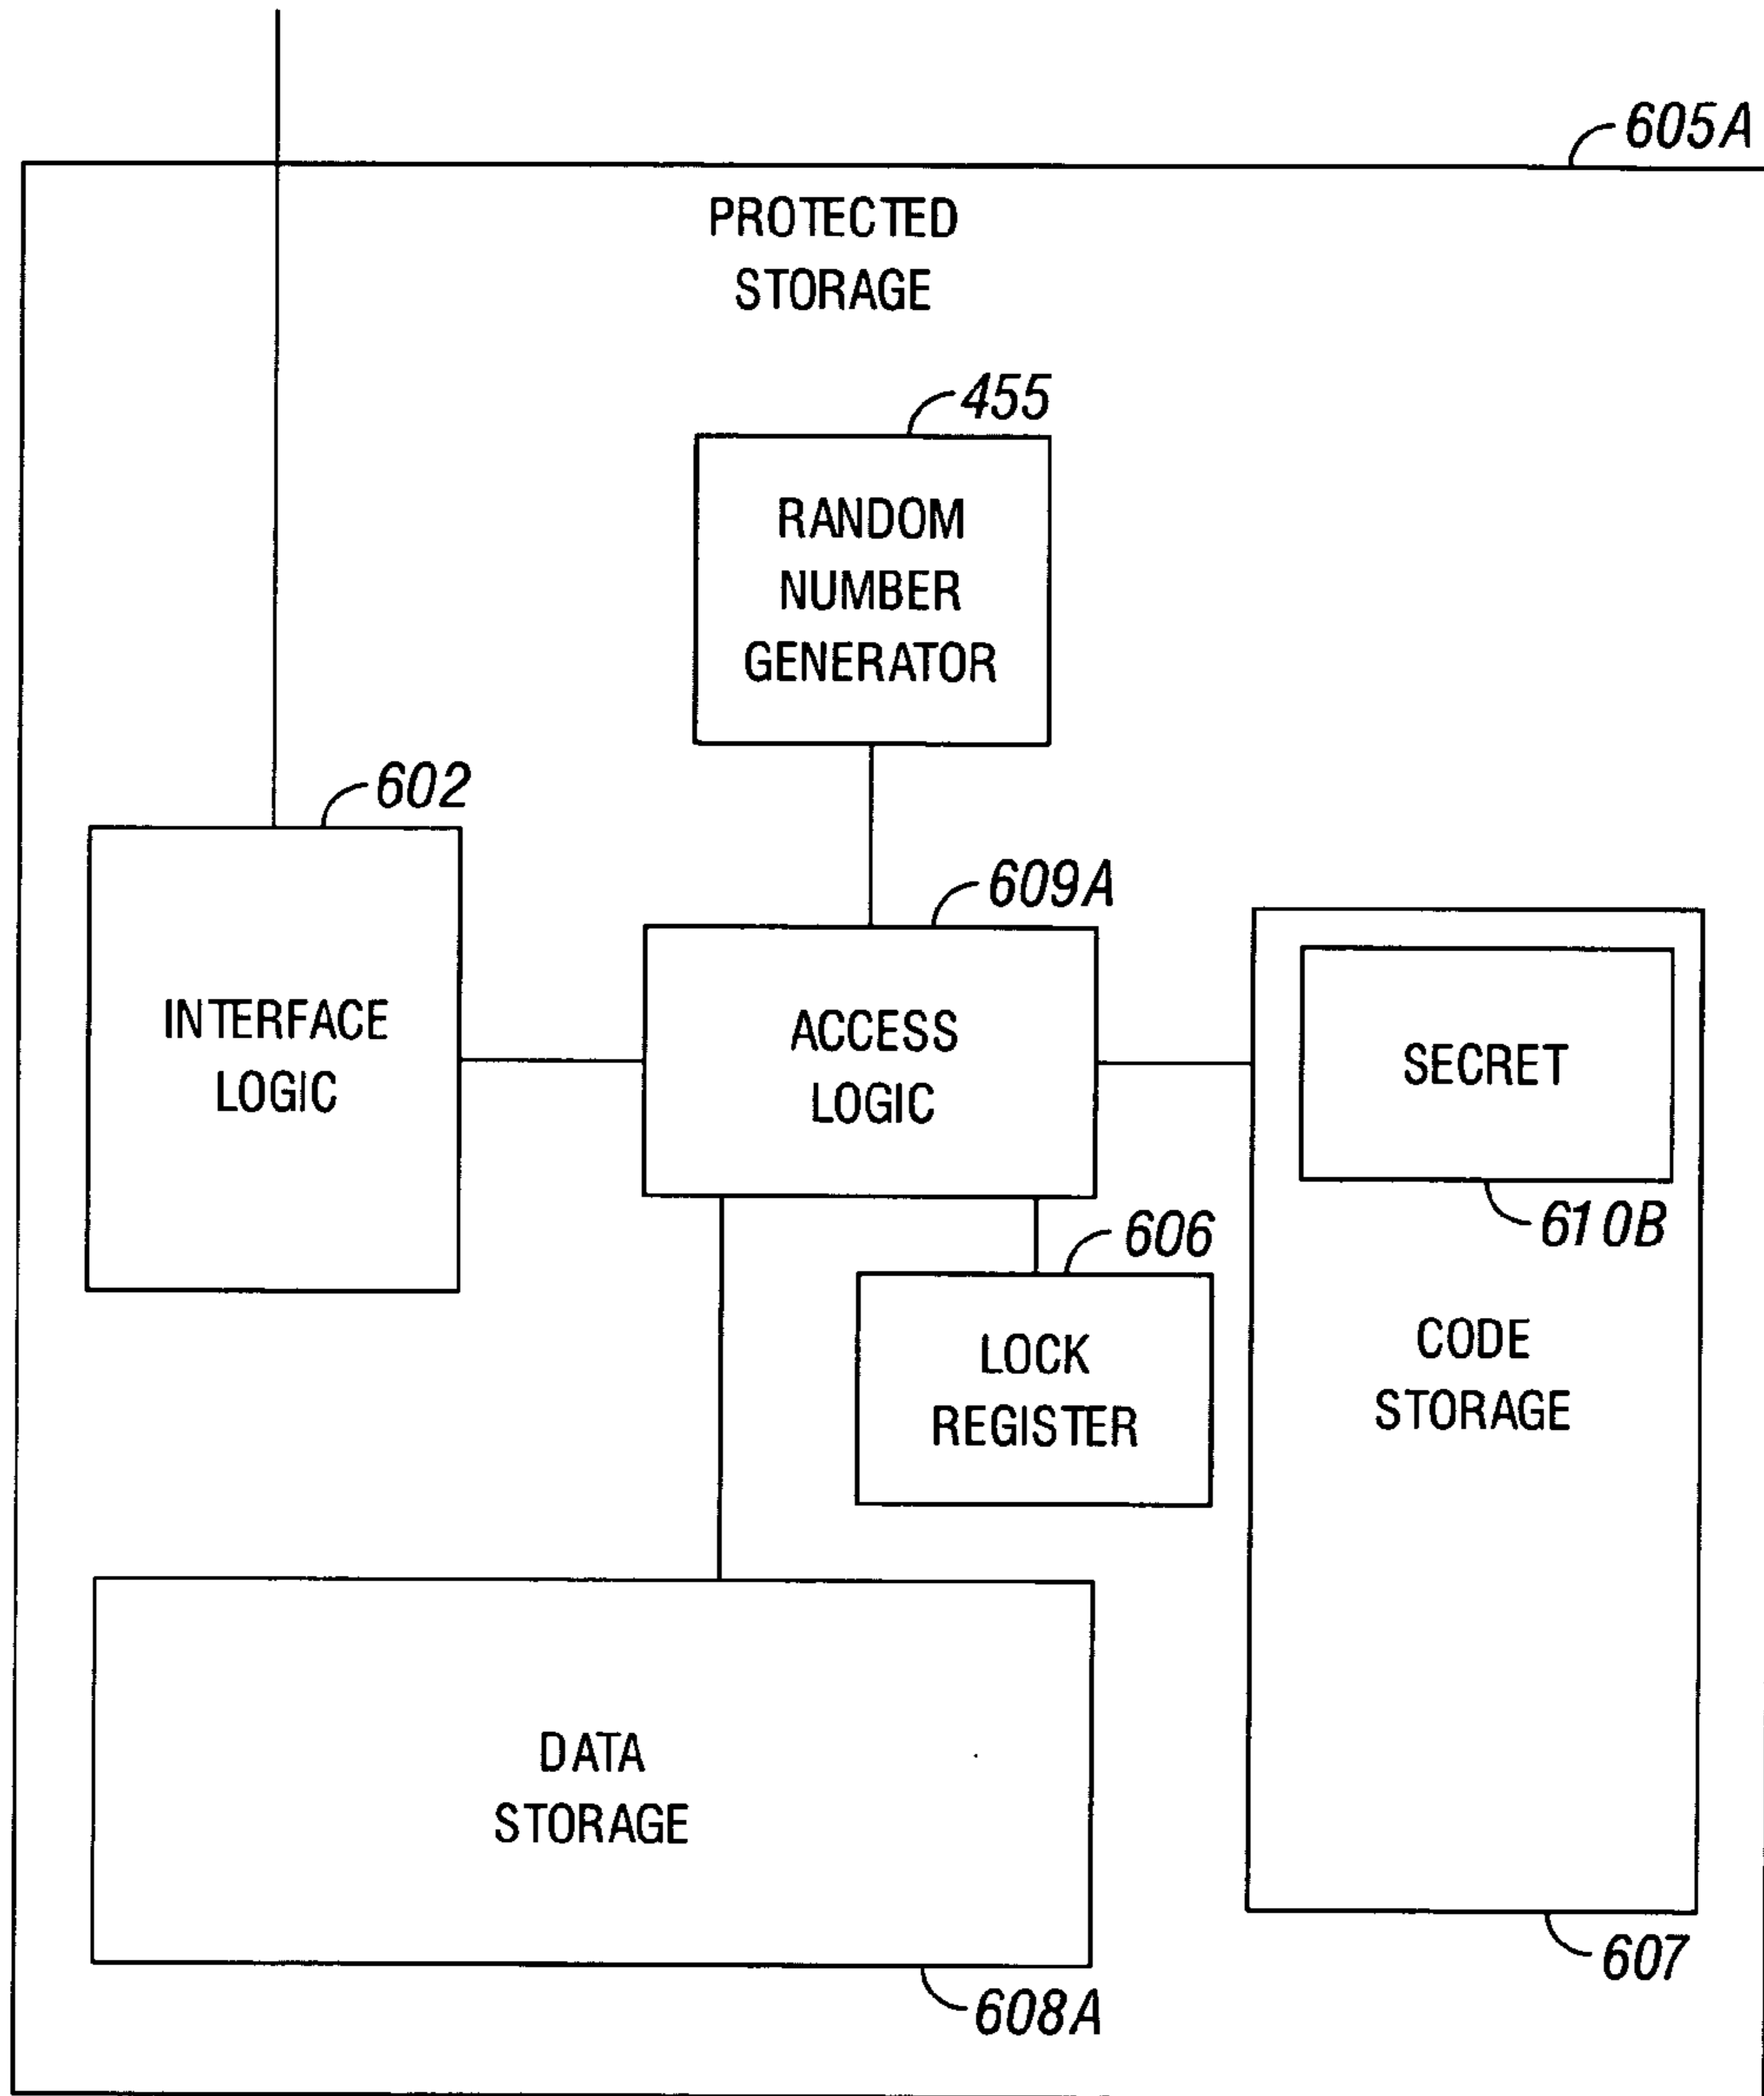 605A
PROTECTED
STORAGE
455
RANDOM
NUMBER
GENERATOR
602
INTERFACE
LOGIC
609A
ACCESS
LOGIC
SECRET
610B
606
LOCK
REGISTER
CODE
STORAGE
DATA
STORAGE
607
608A